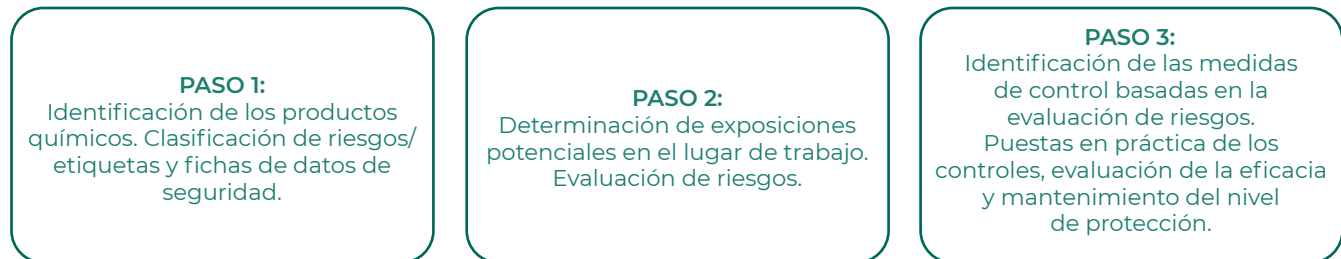 PASO 1:
Identificación de los productos
químicos. Clasificación de riesgos/
etiquetas y fichas de datos de
seguridad.
PASO 2:
Determinación de exposiciones
potenciales en el lugar de trabajo.
Evaluación de riesgos.
PASO 3:
Identificación de las medidas
de control basadas en la
evaluación de riesgos.
Puestas en práctica de los
controles, evaluación de la eficacia
y mantenimiento del nivel
de protección.